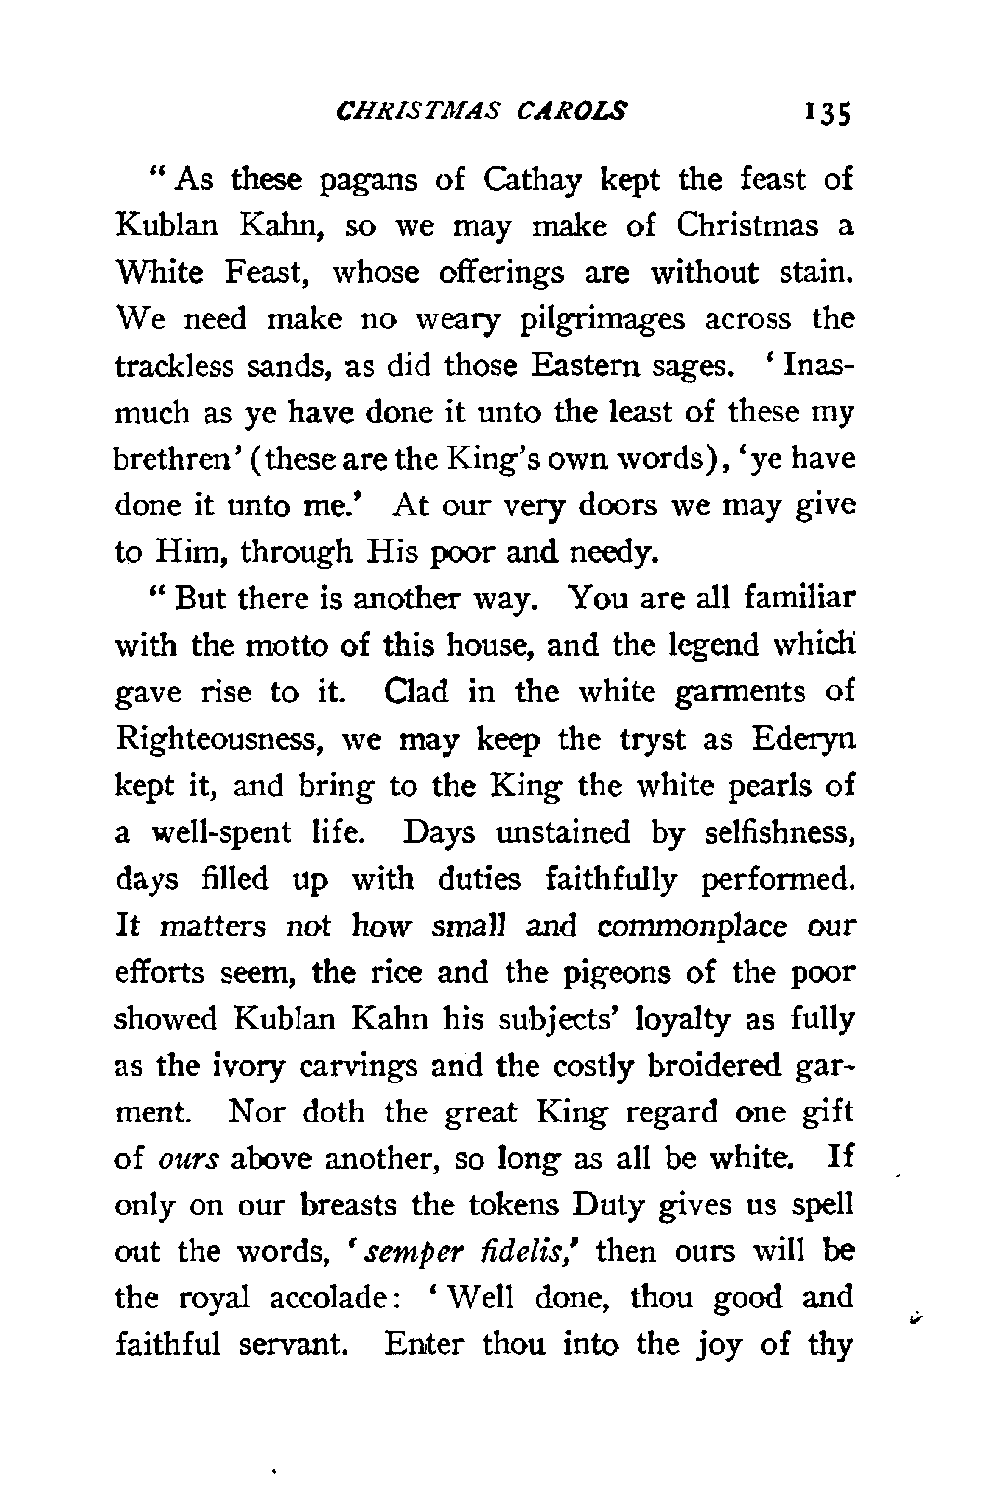 CHRISTMAS CAROLS 135
“ As these pagans of Cathay kept the feast of
Kublan Kahn, so we may make of Christmas a
White Feast, whose offerings are without stain.
We need make no weary pilgrimages across the
trackless sands, as did those Eastern sages. ‘ Inas-
much as ye have done it unto the least of these my
brethren’ (these are the King’s own words), ‘ye have
done it unto me.’ At our very doors we may give
to Him, through His poor and needy.
“ But there is another way. You are all familiar
with the motto of this house, and the legend which
gave rise to it. Clad in the white garments of
Righteousness, we may keep the tryst as Ederyn
kept it, and bring to the King the white pearls of
a well-spent life. Days unstained by selfishness,
days filled up with duties faithfully performed.
It matters not how small and commonplace our
efforts seem, the rice and the pigeons of the poor
showed Kublan Kahn his subjects’ loyalty as fully
as the ivory carvings and the costly broidered gar-
ment. Nor doth the great King regard one gift
of ours above another, so long as all be white. If
only on our breasts the tokens Duty gives us spell
out the words, ‘semper fidelis,’ then ours will be
the royal accolade: ‘ Well done, thou good and
faithful servant. Enter thou into the joy of thy